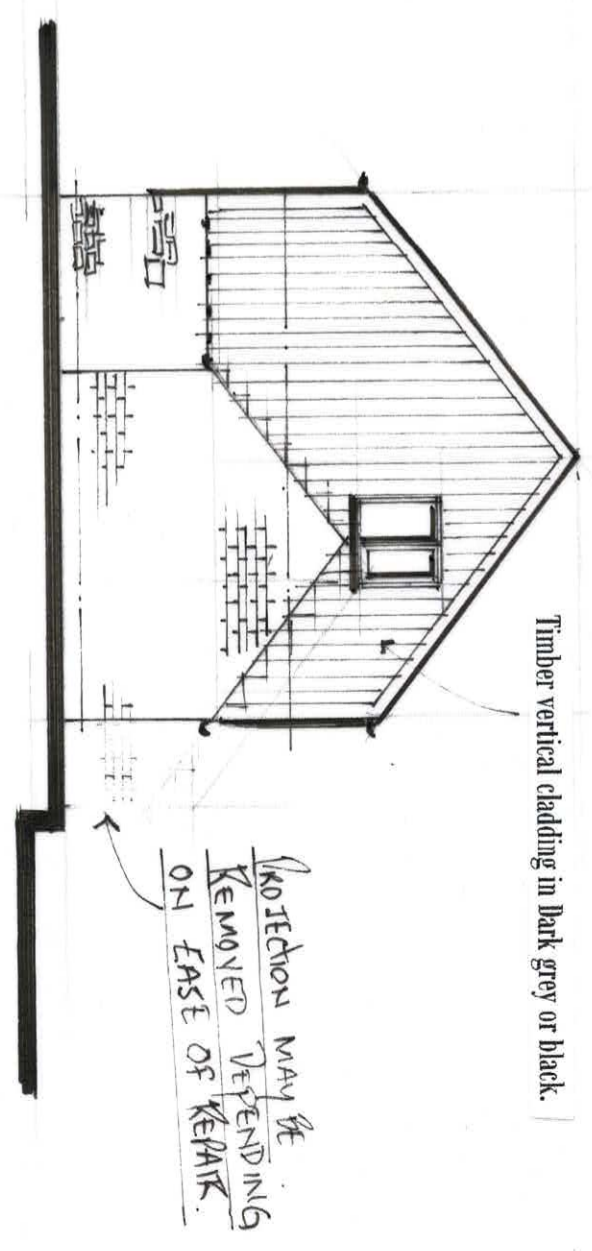 Timber vertical cladding in Dark grey or black.
PROJECTION MAY BE
REMOVED DEPENDING
ON EASE OF REPAIR.